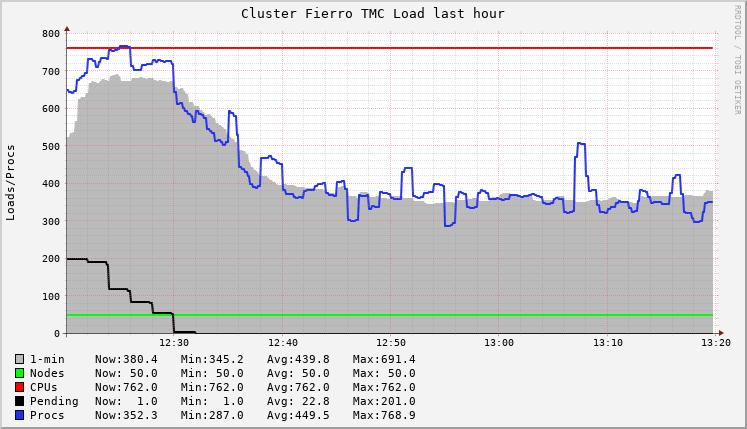 Cluster Fierro TMC Load last hour
RRDTOOL / TOBI OETIKER
Loads/Procs
800
700
600
500
400
300
200
100
0
12:30 12:40 12:50 13:00 13:10 13:20
1-min Now:380.4 Min:345.2 Avg:439.8 Max:691.4
Nodes Now: 50.0 Min: 50.0 Avg: 50.0 Max: 50.0
CPUs Now:762.0 Min:762.0 Avg:762.0 Max:762.0
Pending Now: 1.0 Min: 1.0 Avg: 22.8 Max:201.0
Procs Now:352.3 Min:287.0 Avg:449.5 Max:768.9